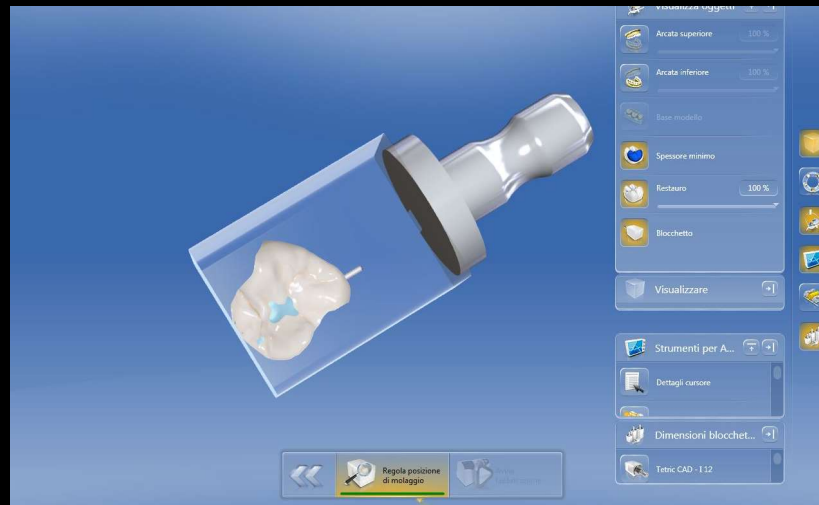 Visualizza oggetti
Arcata superiore 100 %
Arcata inferiore 100 %
Base modello
Spessore minimo
Restauro 100 %
Blocchetto
Visualizzare
Strumenti per A...
Dettagli cursore
Dimensioni blocchet...
Tetric CAD - I 12
Regola posizione
di molaggio